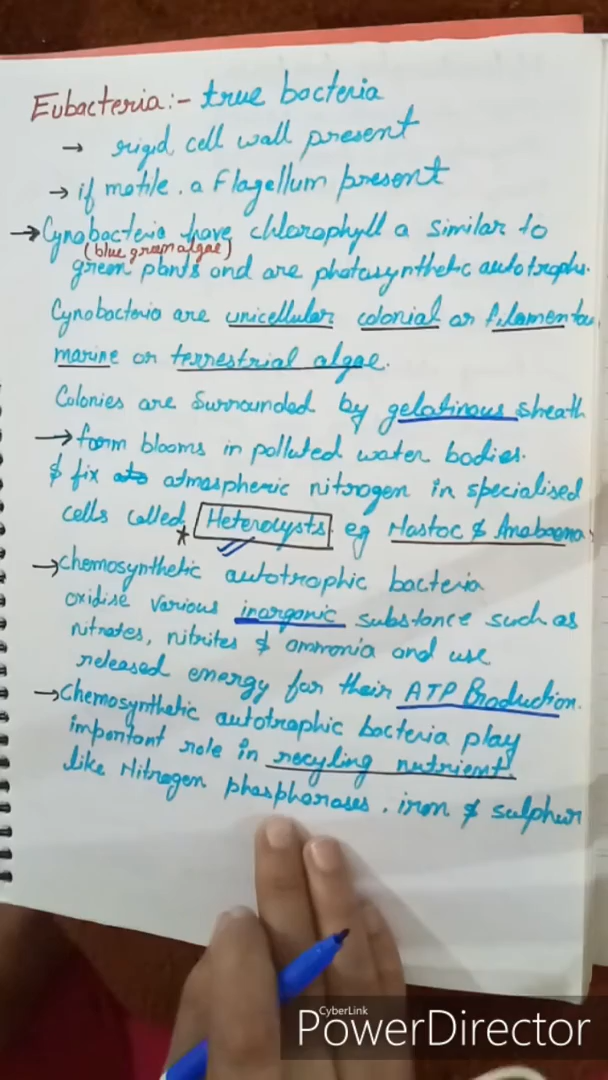 Eubacteria:- true bacteria
→ rigid cell wall present
→ if motile. a Flagellum present
→ Cynobacteria have chlorophyll a similar to
(blue green algae)
green plants and are photosynthetic autotrophs.
Cynobacteria are unicellular colonial or filamentou
marine or terrestrial algae.
Colonies are surrounded by gelatinous sheath
→ form blooms in polluted water bodies.
& fix atmospheric nitrogen in specialised
cells called * Heterocysts. eg Nostoc & Anabaena
→ Chemosynthetic autotrophic bacteria
oxidise various inorganic substance such as
nitrates, nitrites & ammonia and use
released energy for their ATP Production.
→ Chemosynthetic autotrophic bacteria play
important role in recyling nutrient.
like Nitrogen phosphorases. iron & sulphur
CyberLink
PowerDirector